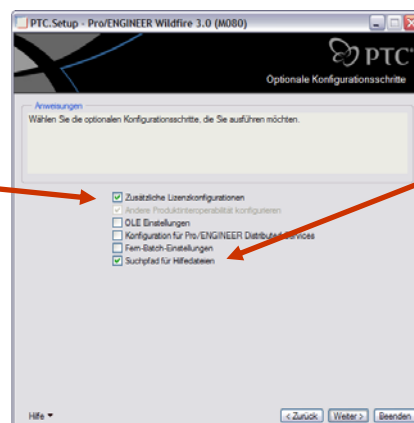 PTC.Setup - Pro/ENGINEER Wildfire 3.0 (M080)
PTC
Optionale Konfigurationsschritte
Anweisungen
Wählen Sie die optionalen Konfigurationsschritte, die Sie ausführen möchten.
Zusätzliche Lizenzkonfigurationen
Andere Produktinteroperabilität konfigurieren
OLE Einstellungen
Konfiguration für Pro/ENGINEER Distributed Services
Fern-Batch-Einstellungen
Suchpfad für Hilfedateien
Hilfe
< Zurück Weiter > Beenden